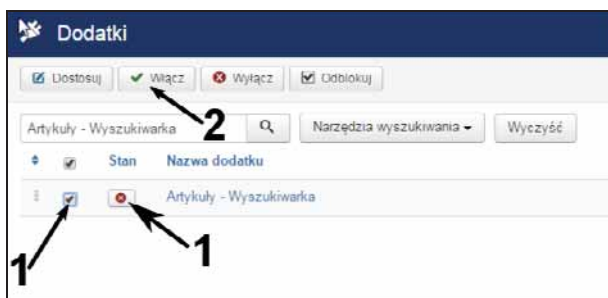 Dodatki
Dostosuj Włącz Wyłącz Odblokuj
2
Artykuły - Wyszukiwarka Narzędzia wyszukiwania Wyczyść
Stan Nazwa dodatku
Artykuły - Wyszukiwarka
1 1